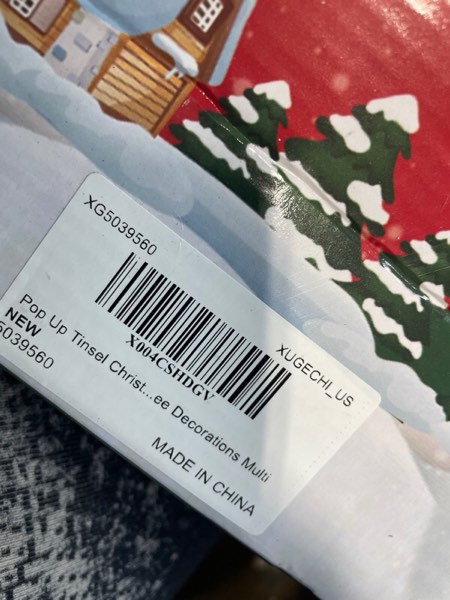 XG5039560
XUGECHI_US
X004CSHDGV
Pop Up Tinsel Christ...ee Decorations Multi
NEW
5039560
MADE IN CHINA